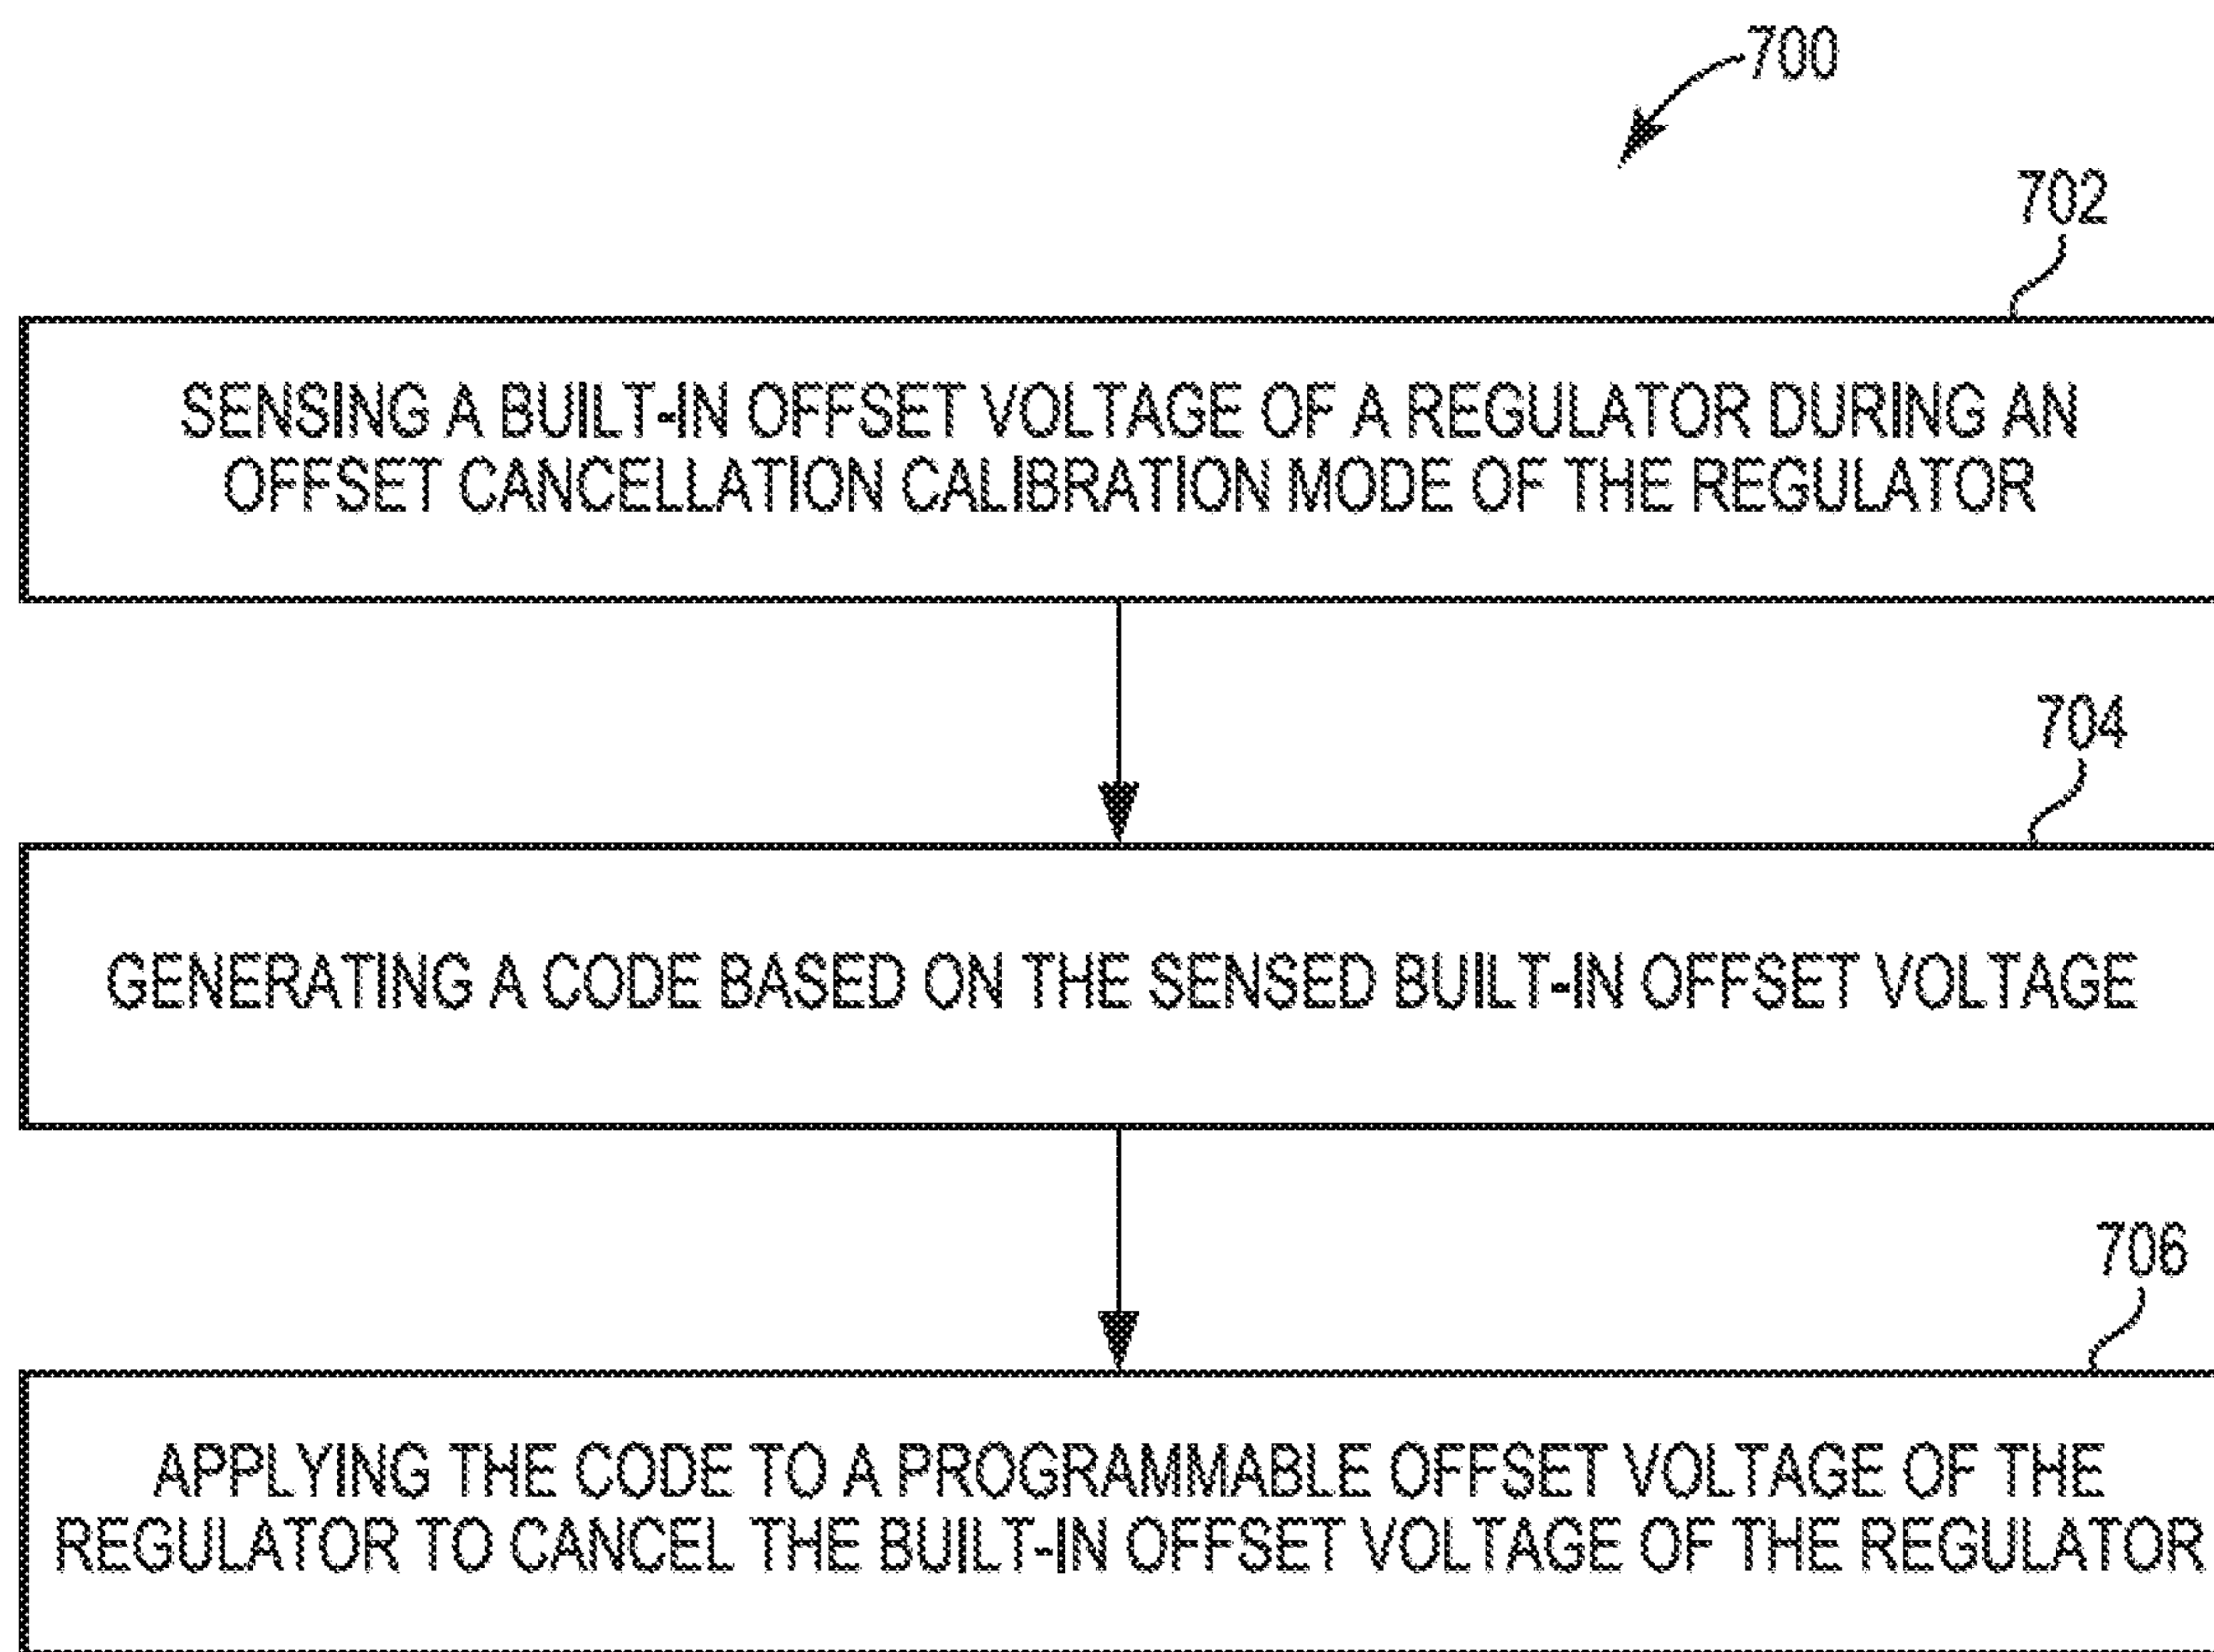 700
702
SENSING A BUILT-IN OFFSET VOLTAGE OF A REGULATOR DURING AN
OFFSET CANCELLATION CALIBRATION MODE OF THE REGULATOR
704
GENERATING A CODE BASED ON THE SENSED BUILT-IN OFFSET VOLTAGE
706
APPLYING THE CODE TO A PROGRAMMABLE OFFSET VOLTAGE OF THE
REGULATOR TO CANCEL THE BUILT-IN OFFSET VOLTAGE OF THE REGULATOR